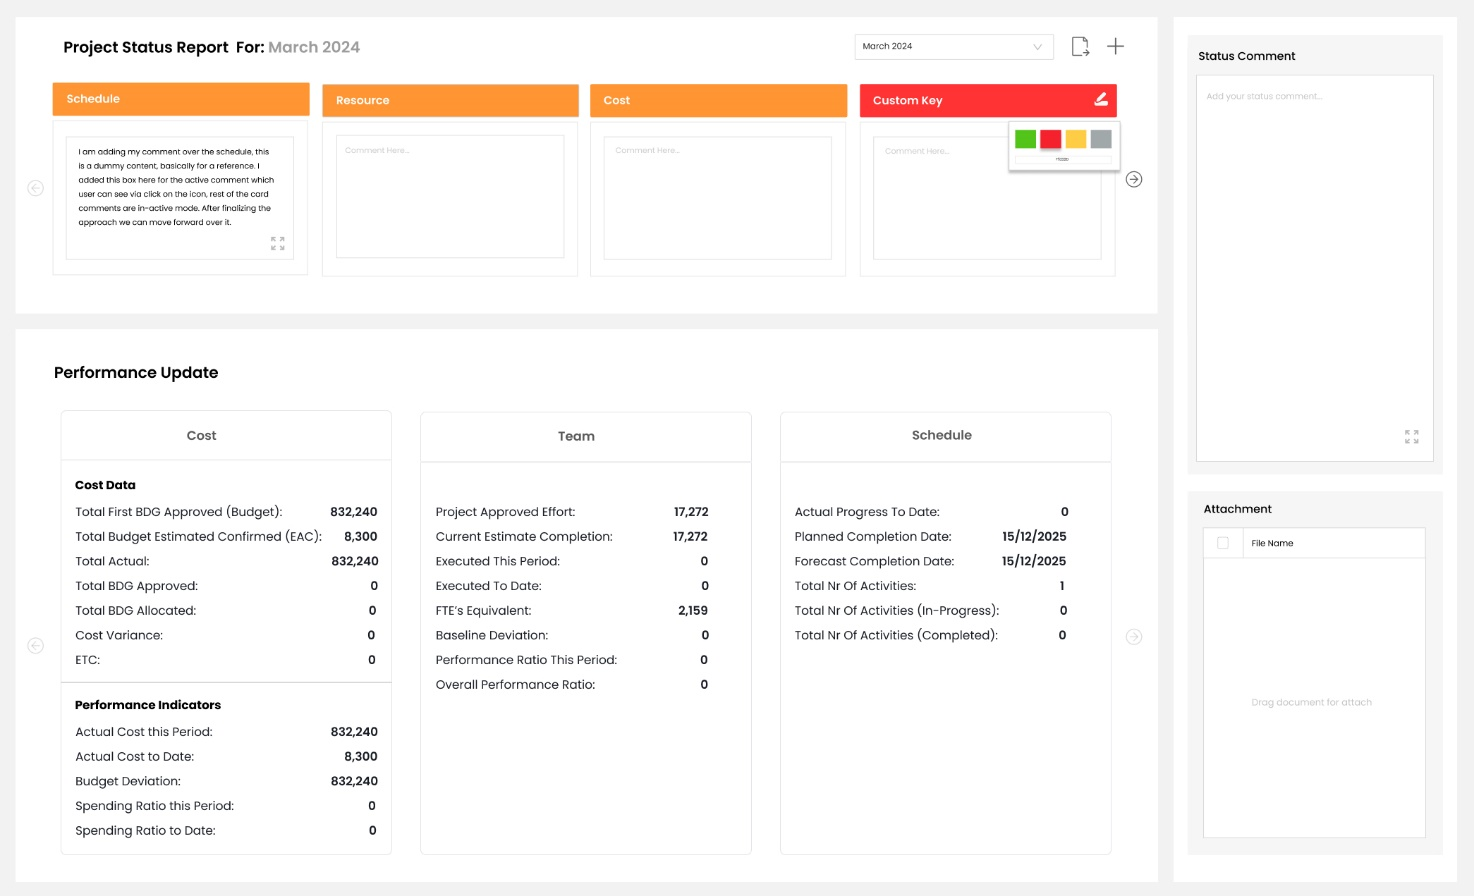 Project Status Report For: March 2024
March 2024
Schedule
Resource
Cost
Custom Key
I am adding my comment over the schedule, this
is a dummy content, basically for a reference. I
added this box here for the active comment which
user can see via click on the icon, rest of the card
comments are in-active mode. After finalizing the
approach we can move forward over it.
Comment Here...
Comment Here...
Comment Here...
Status Comment
Add your status comment...
Performance Update
Cost
Cost Data
Total First BDG Approved (Budget): 832,240
Total Budget Estimated Confirmed (EAC): 8,300
Total Actual: 832,240
Total BDG Approved: 0
Total BDG Allocated: 0
Cost Variance: 0
ETC: 0
Performance Indicators
Actual Cost this Period: 832,240
Actual Cost to Date: 8,300
Budget Deviation: 832,240
Spending Ratio this Period: 0
Spending Ratio to Date: 0
Team
Project Approved Effort: 17,272
Current Estimate Completion: 17,272
Executed This Period: 0
Executed To Date: 0
FTE's Equivalent: 2,159
Baseline Deviation: 0
Performance Ratio This Period: 0
Overall Performance Ratio: 0
Schedule
Actual Progress To Date: 0
Planned Completion Date: 15/12/2025
Forecast Completion Date: 15/12/2025
Total Nr Of Activities: 1
Total Nr Of Activities (In-Progress): 0
Total Nr Of Activities (Completed): 0
Attachment
File Name
Drag document for attach